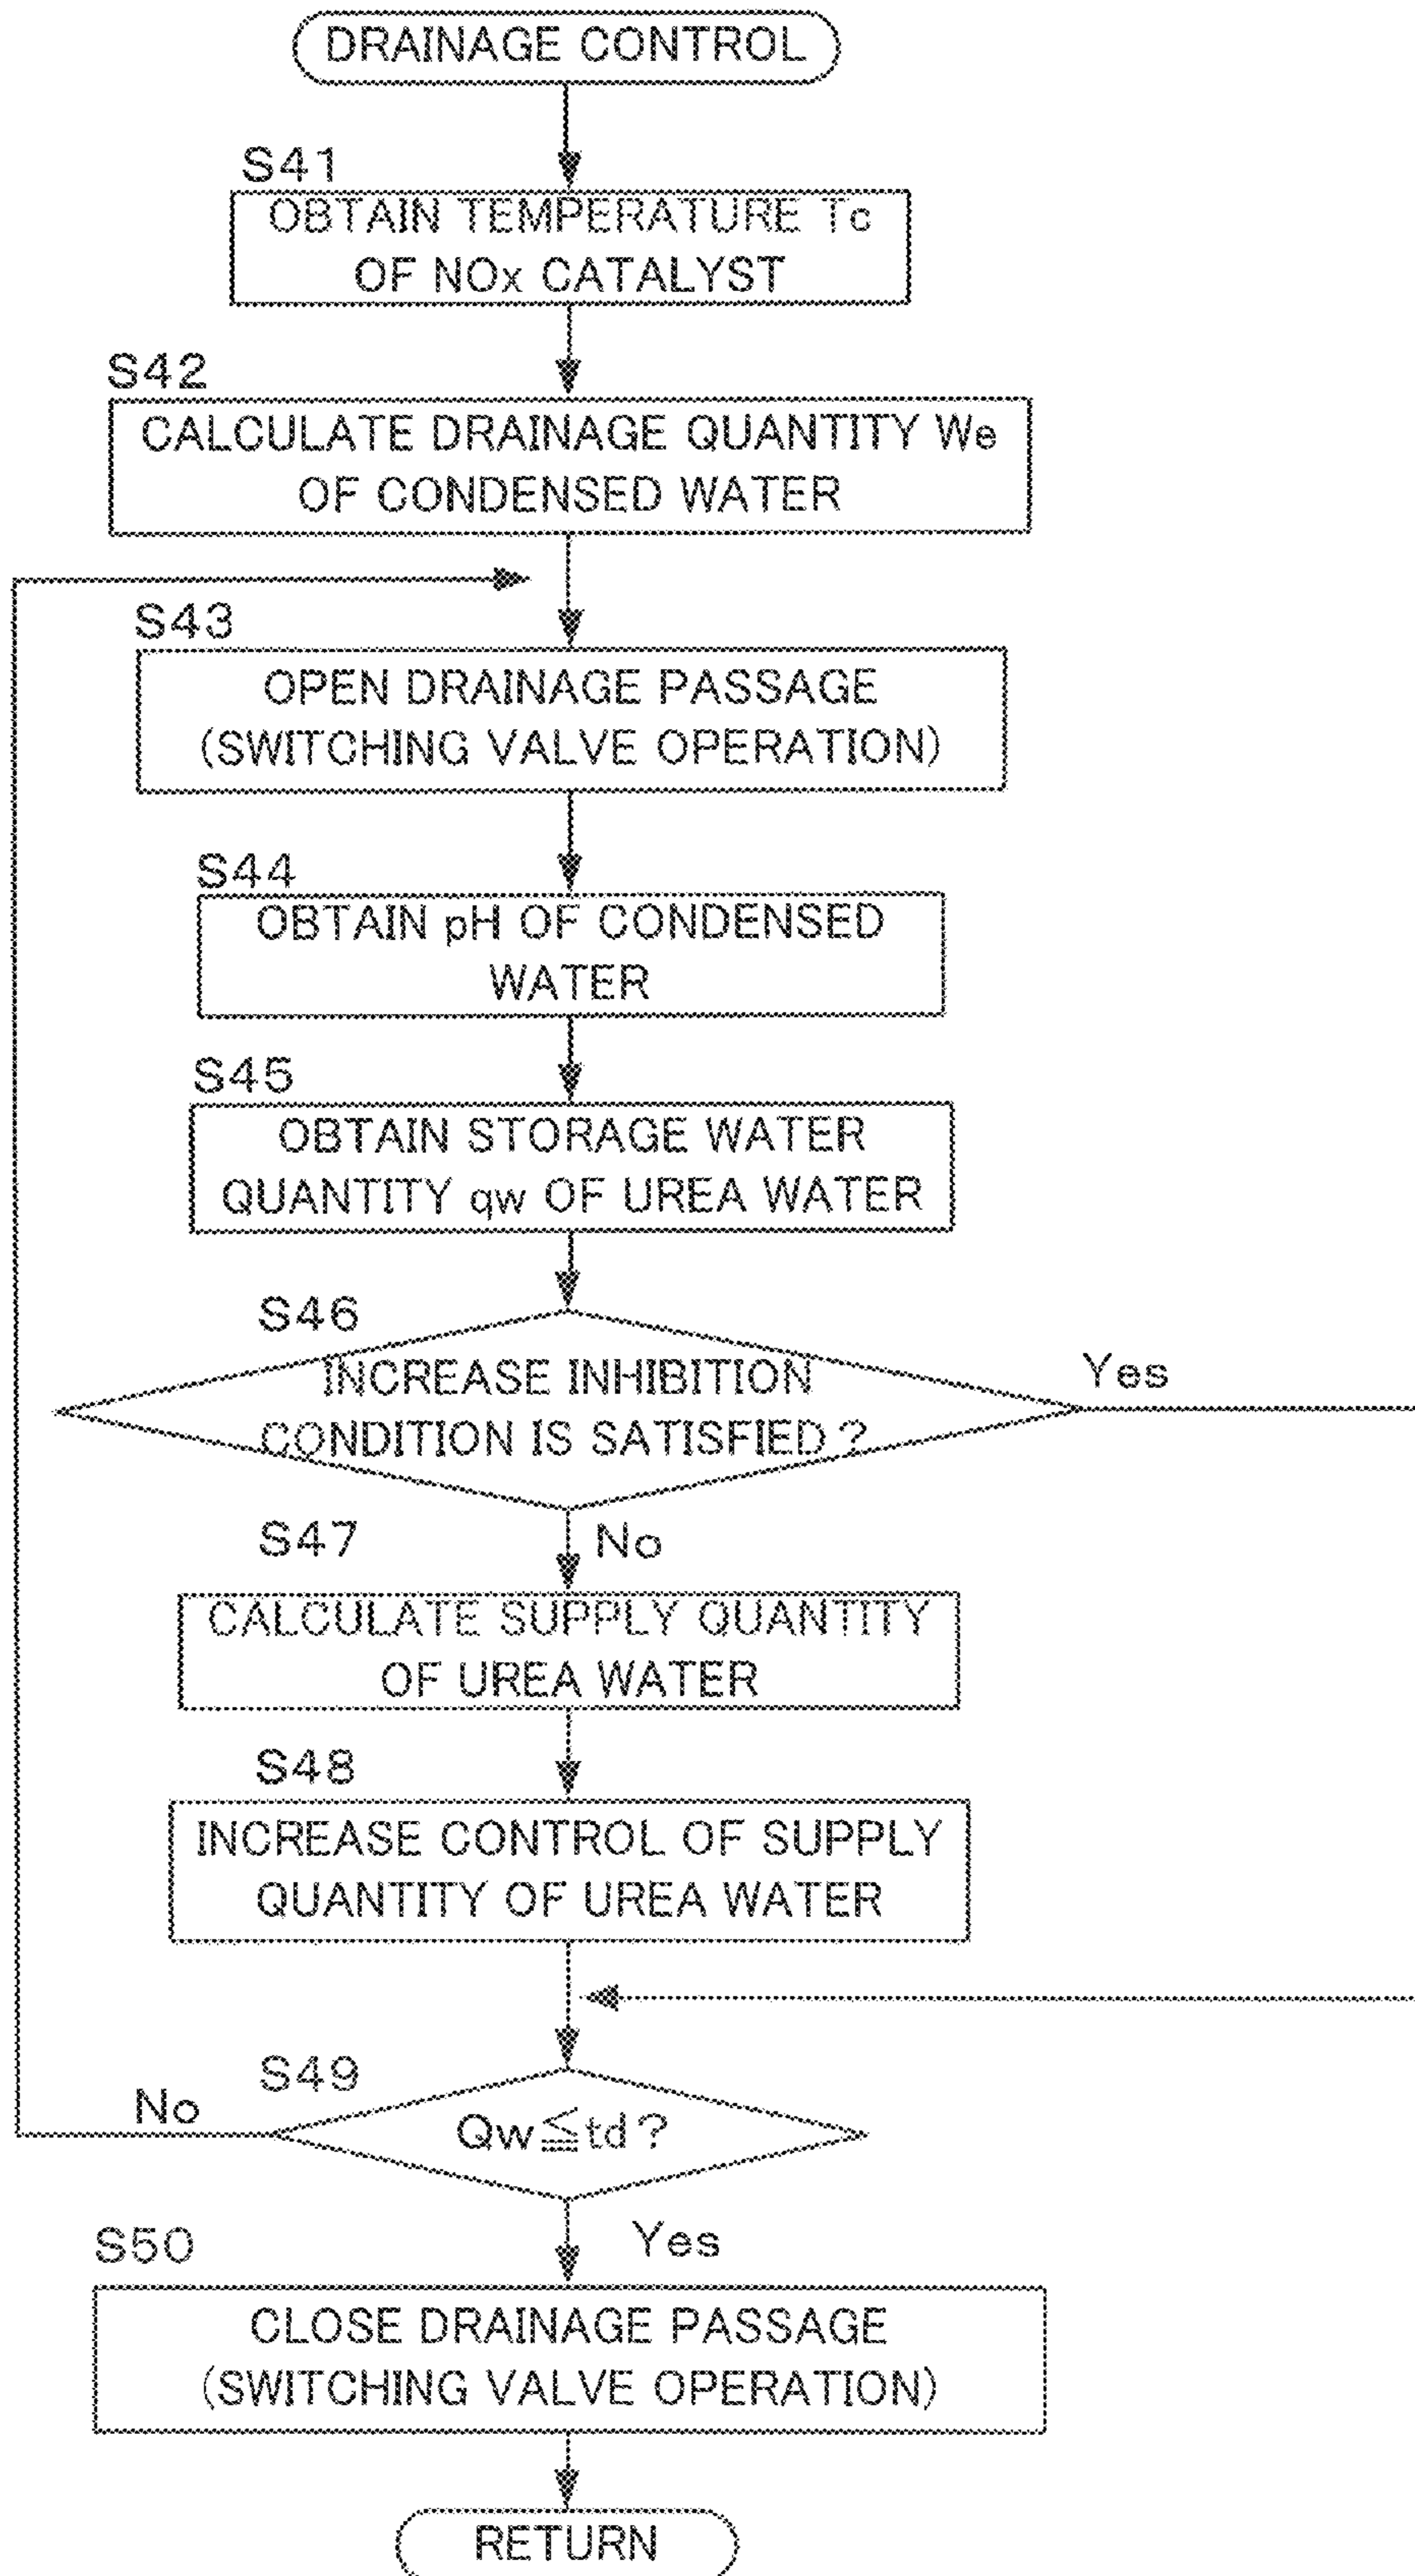 DRAINAGE CONTROL
S41
OBTAIN TEMPERATURE Tc
OF NOx CATALYST
S42
CALCULATE DRAINAGE QUANTITY We
OF CONDENSED WATER
S43
OPEN DRAINAGE PASSAGE
(SWITCHING VALVE OPERATION)
S44
OBTAIN pH OF CONDENSED
WATER
S45
OBTAIN STORAGE WATER
QUANTITY qw OF UREA WATER
S46
INCREASE INHIBITION
CONDITION IS SATISFIED?
Yes
S47
No
CALCULATE SUPPLY QUANTITY
OF UREA WATER
S48
INCREASE CONTROL OF SUPPLY
QUANTITY OF UREA WATER
S49
No
Qw≦td?
S50
Yes
CLOSE DRAINAGE PASSAGE
(SWITCHING VALVE OPERATION)
RETURN